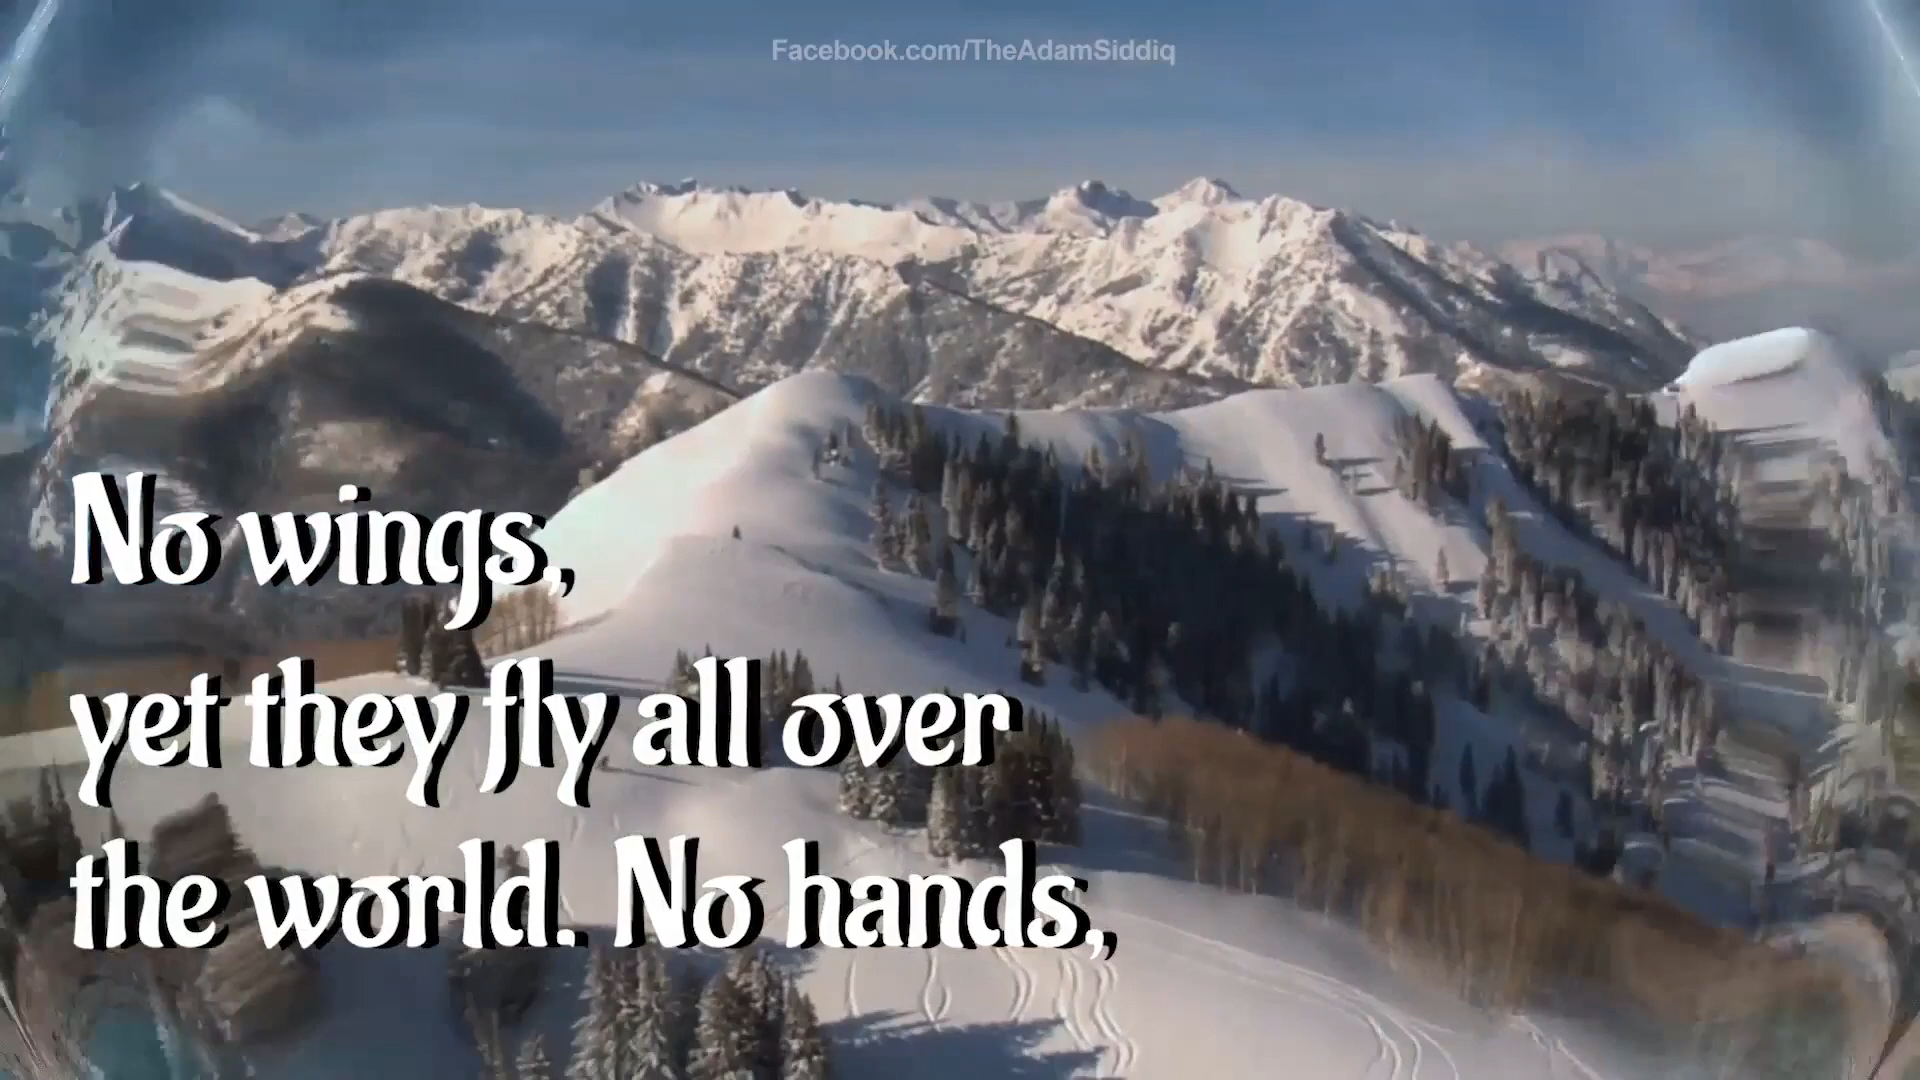 Facebook.com/TheAdamSiddiq
No wings,
yet they fly all over
the world. No hands,